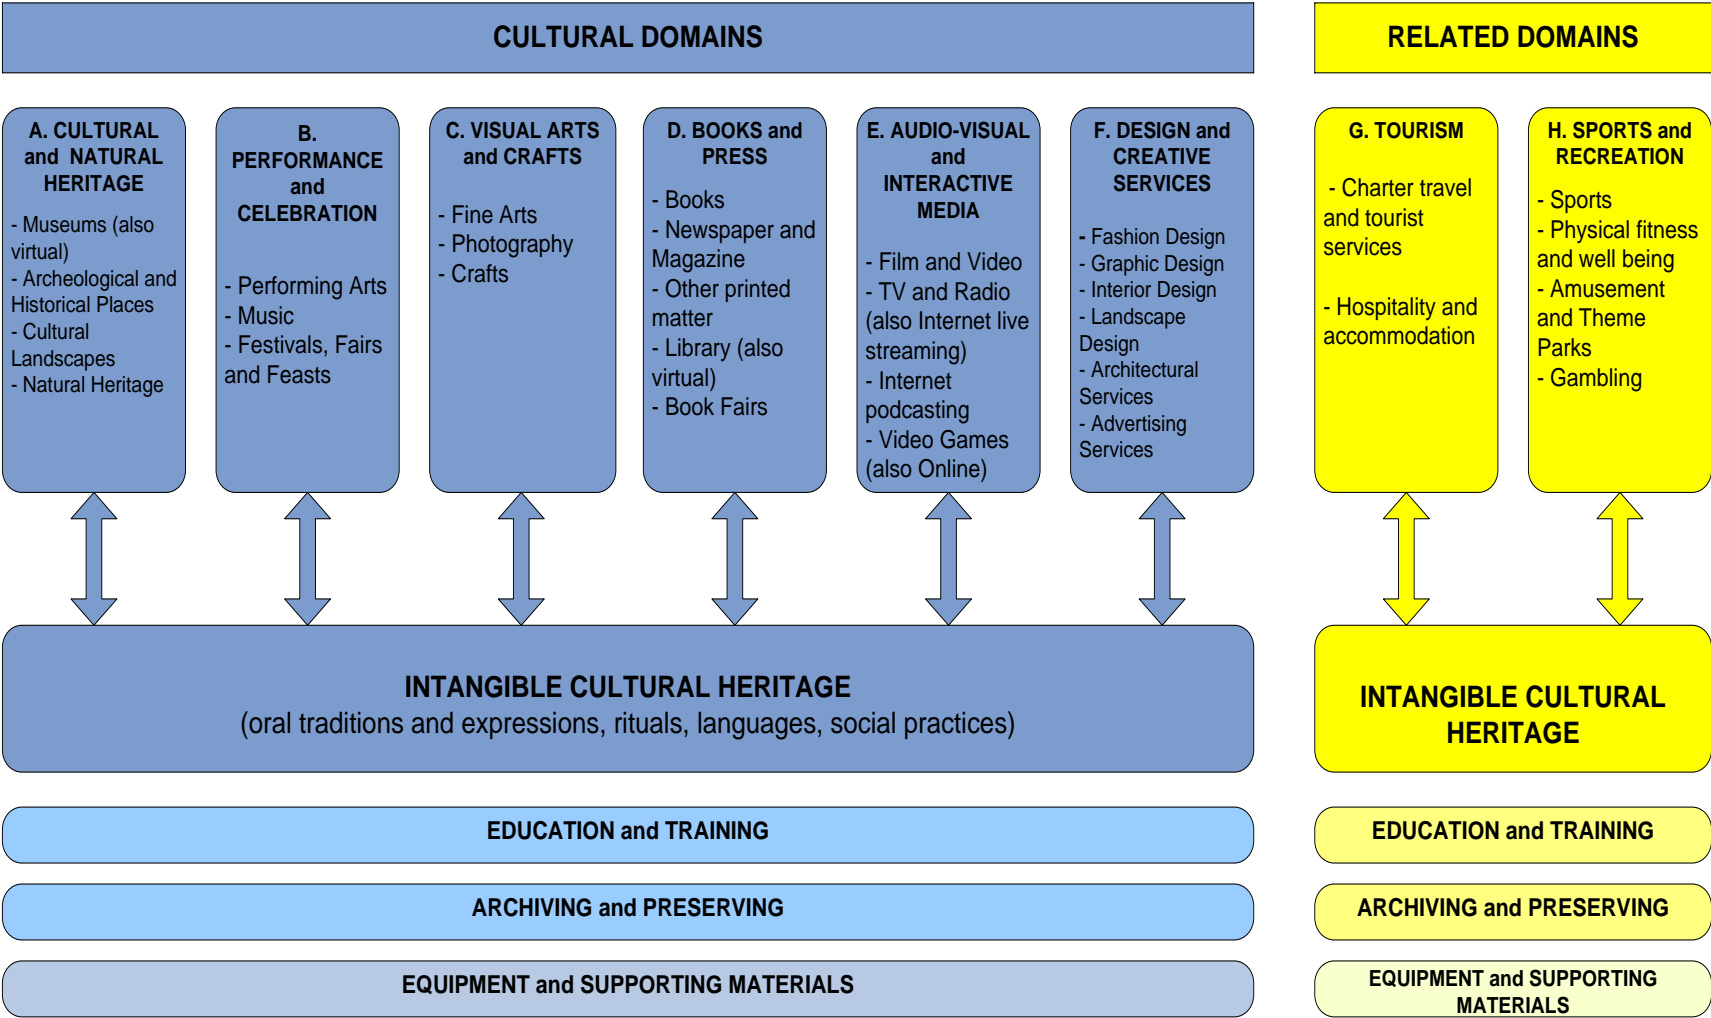 CULTURAL DOMAINS
RELATED DOMAINS
A. CULTURAL
and NATURAL
HERITAGE
- Museums (also
virtual)
- Archeological and
Historical Places
- Cultural
Landscapes
- Natural Heritage
B.
PERFORMANCE
and
CELEBRATION
- Performing Arts
- Music
- Festivals, Fairs
and Feasts
C. VISUAL ARTS
and CRAFTS
- Fine Arts
- Photography
- Crafts
D. BOOKS and
PRESS
- Books
- Newspaper and
Magazine
- Other printed
matter
- Library (also
virtual)
- Book Fairs
E. AUDIO-VISUAL
and
INTERACTIVE
MEDIA
- Film and Video
- TV and Radio
(also Internet live
streaming)
- Internet
podcasting
- Video Games
(also Online)
F. DESIGN and
CREATIVE
SERVICES
- Fashion Design
- Graphic Design
- Interior Design
- Landscape
Design
- Architectural
Services
- Advertising
Services
G. TOURISM
- Charter travel
and tourist
services
- Hospitality and
accommodation
H. SPORTS and
RECREATION
- Sports
- Physical fitness
and well being
- Amusement
and Theme
Parks
- Gambling
INTANGIBLE CULTURAL HERITAGE
(oral traditions and expressions, rituals, languages, social practices)
INTANGIBLE CULTURAL
HERITAGE
EDUCATION and TRAINING
EDUCATION and TRAINING
ARCHIVING and PRESERVING
ARCHIVING and PRESERVING
EQUIPMENT and SUPPORTING MATERIALS
EQUIPMENT and SUPPORTING
MATERIALS